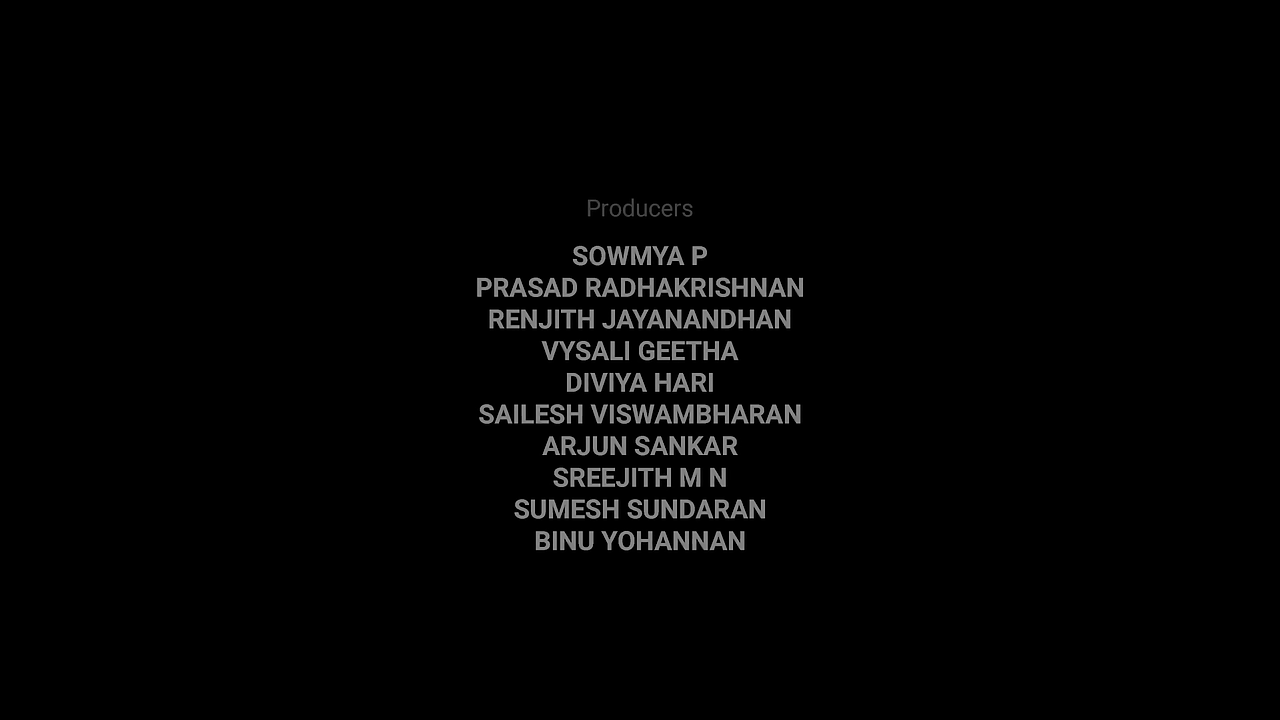 Producers
SOWMYA P
PRASAD RADHAKRISHNAN
RENJITH JAYANANDHAN
VYSALI GEETHA
DIVIYA HARI
SAILESH VISWAMBHARAN
ARJUN SANKAR
SREEJITH M N
SUMESH SUNDARAN
BINU YOHANNAN